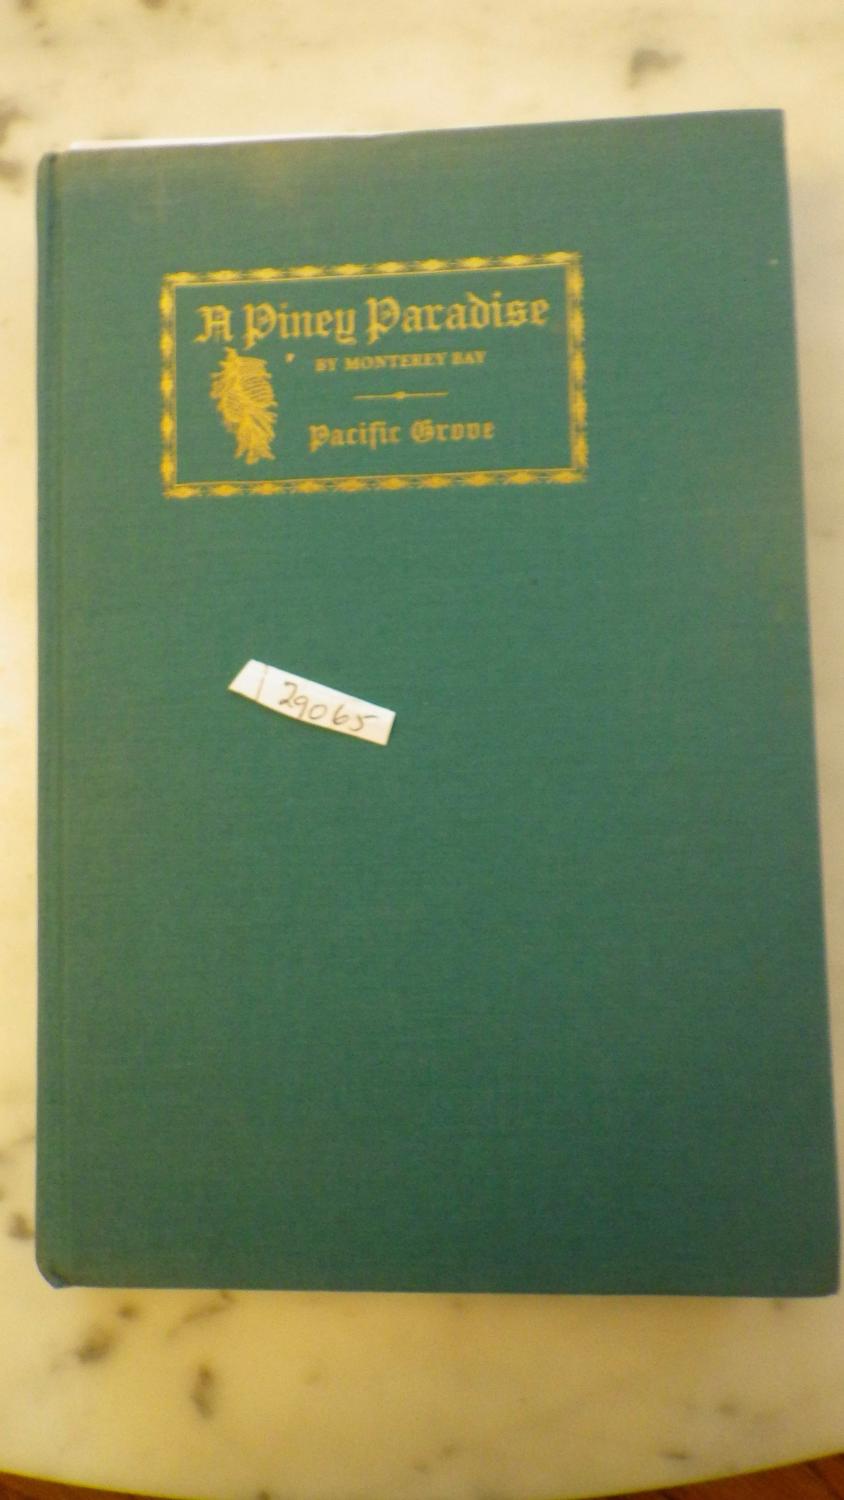 A Piney Paradise
BY MONTEREY BAY
Pacific Grove
29065